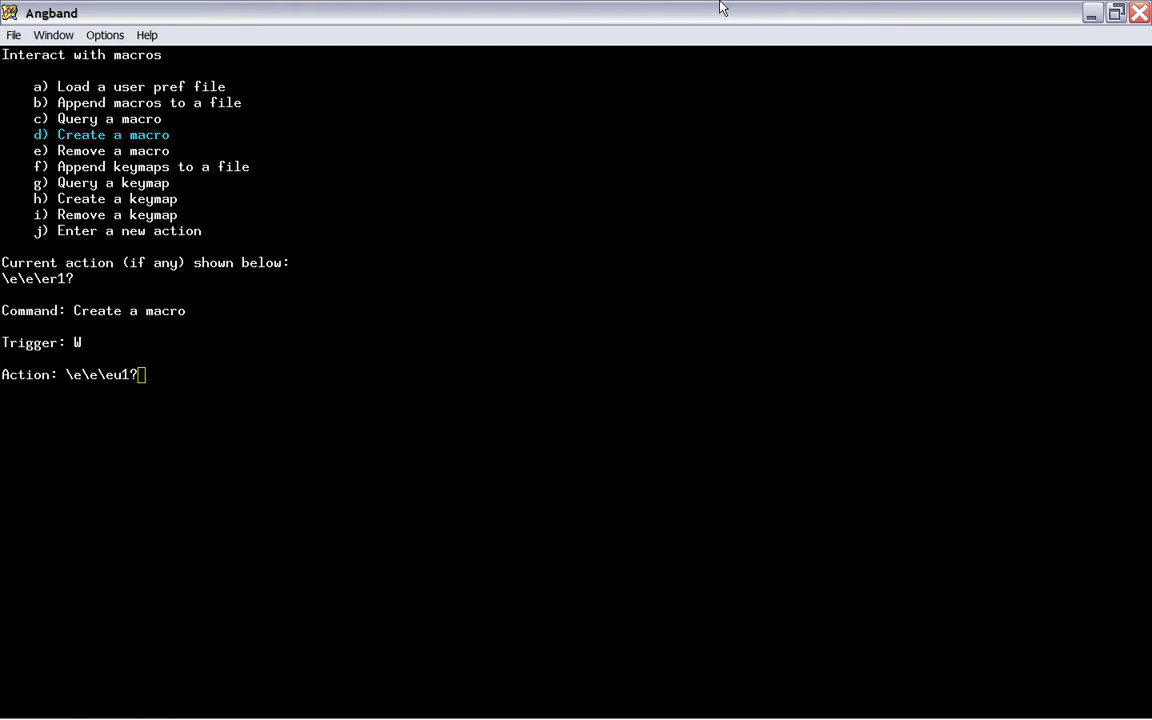 Angband
File Window Options Help
Interact with macros
a) Load a user pref file
b) Append macros to a file
c) Query a macro
d) Create a macro
e) Remove a macro
f) Append keymaps to a file
g) Query a keymap
h) Create a keymap
i) Remove a keymap
j) Enter a new action
Current action (if any) shown below:
\e\e\er1?
Command: Create a macro
Trigger: W
Action: \e\e\eu1?